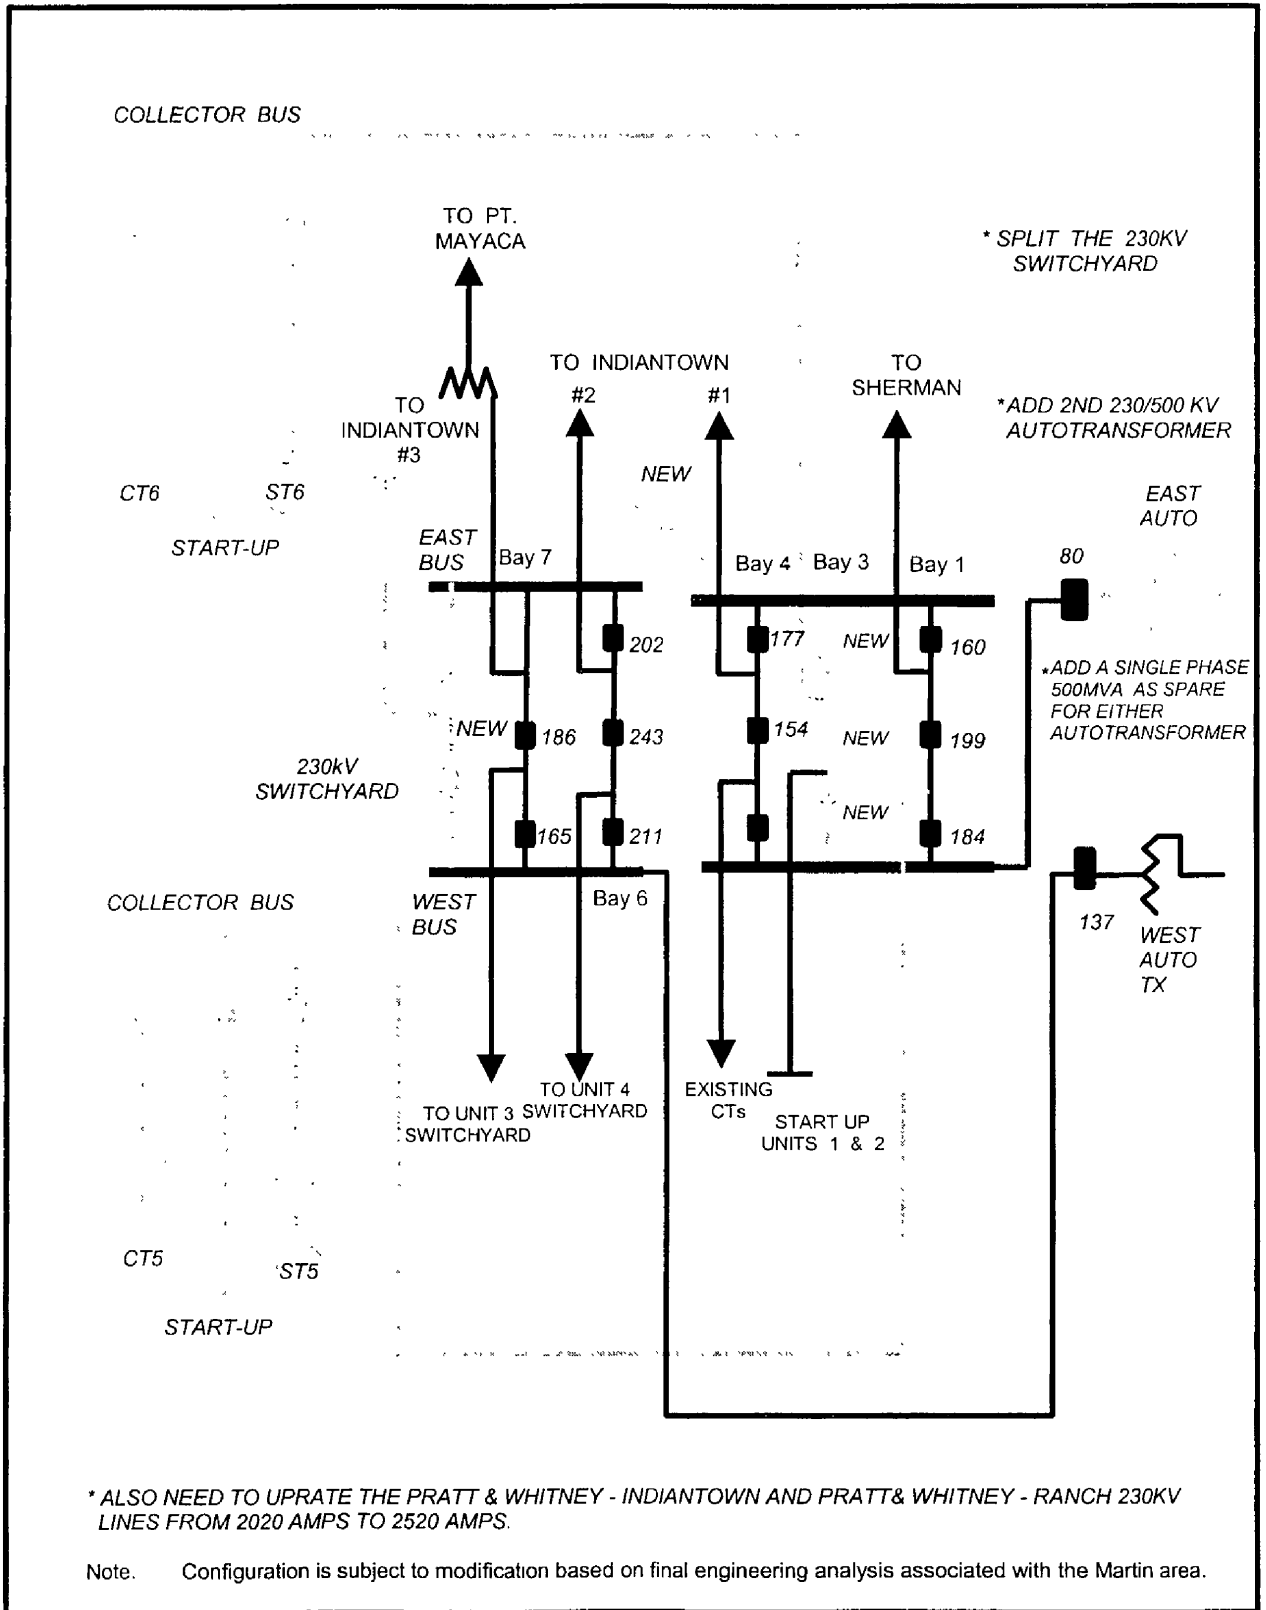 COLLECTOR BUS
TO PT.
MAYACA
* SPLIT THE 230KV
SWITCHYARD
TO INDIANTOWN
#2
#1
TO
SHERMAN
*ADD 2ND 230/500 KV
AUTOTRANSFORMER
TO
INDIANTOWN
#3
NEW
CT6
ST6
START-UP
EAST
AUTO
EAST
BUS
Bay 7
Bay 4
Bay 3
Bay 1
80
202
177
NEW
160
*ADD A SINGLE PHASE
500MVA AS SPARE
FOR EITHER
AUTOTRANSFORMER
NEW
186
243
154
NEW
199
230kV
SWITCHYARD
NEW
165
211
184
COLLECTOR BUS
WEST
BUS
Bay 6
137
WEST
AUTO
TX
TO UNIT 3
SWITCHYARD
TO UNIT 4
SWITCHYARD
EXISTING
CTs
START UP
UNITS 1 & 2
CT5
ST5
START-UP
* ALSO NEED TO UPRATE THE PRATT & WHITNEY - INDIANTOWN AND PRATT& WHITNEY - RANCH 230KV
LINES FROM 2020 AMPS TO 2520 AMPS.
Note. Configuration is subject to modification based on final engineering analysis associated with the Martin area.